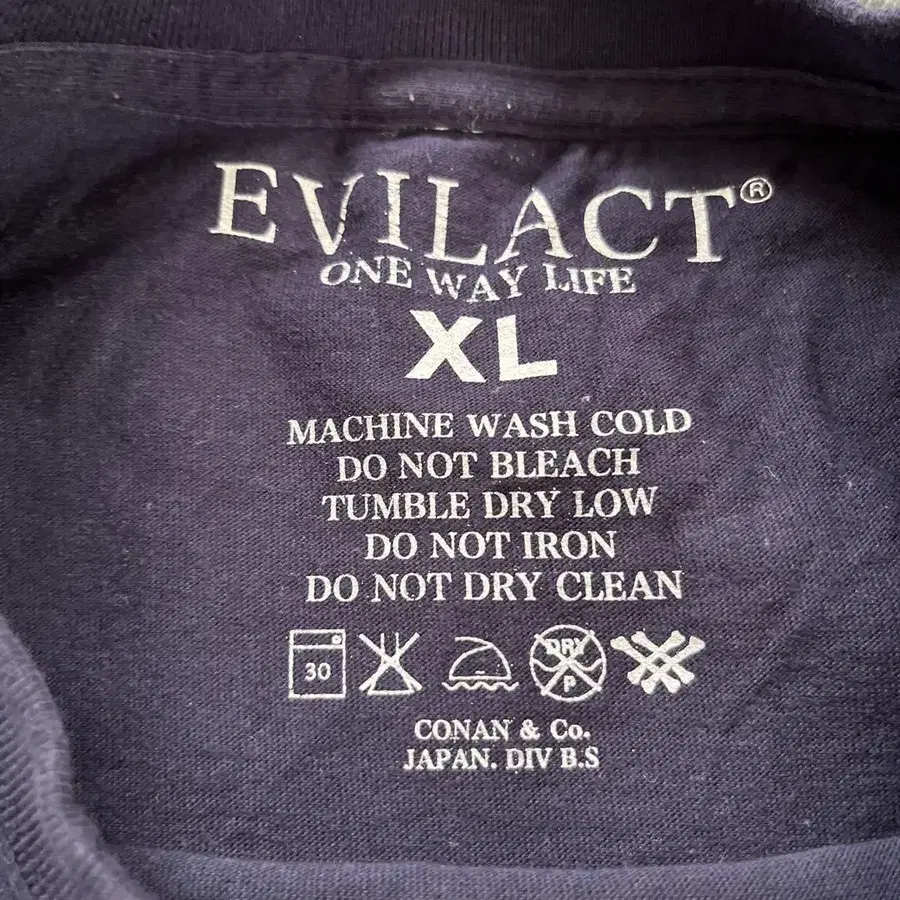 EVILACT®
ONE WAY LIFE
XL
MACHINE WASH COLD
DO NOT BLEACH
TUMBLE DRY LOW
DO NOT IRON
DO NOT DRY CLEAN
30 DRY P
CONAN & Co.
JAPAN. DIV B.S